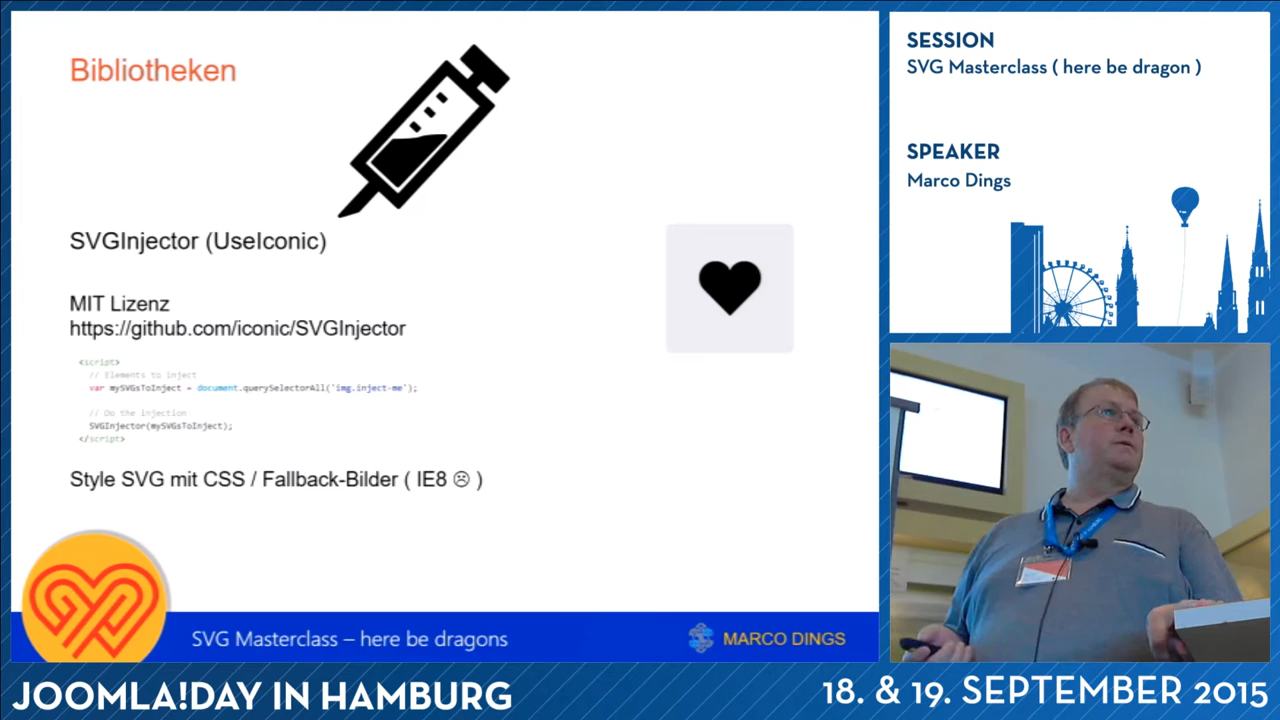 Bibliotheken
SVGInjector (UseIconic)
MIT Lizenz
https://github.com/iconic/SVGInjector
<script>
// Elements to inject
var mySVGsToInject = document.querySelectorAll('img.inject-me');
// Do the injection
SVGInjector(mySVGsToInject);
</script>
Style SVG mit CSS / Fallback-Bilder ( IE8 ☹ )
SVG Masterclass – here be dragons
MARCO DINGS
SESSION
SVG Masterclass ( here be dragon )
SPEAKER
Marco Dings
JOOMLA!DAY IN HAMBURG
18. & 19. SEPTEMBER 2015